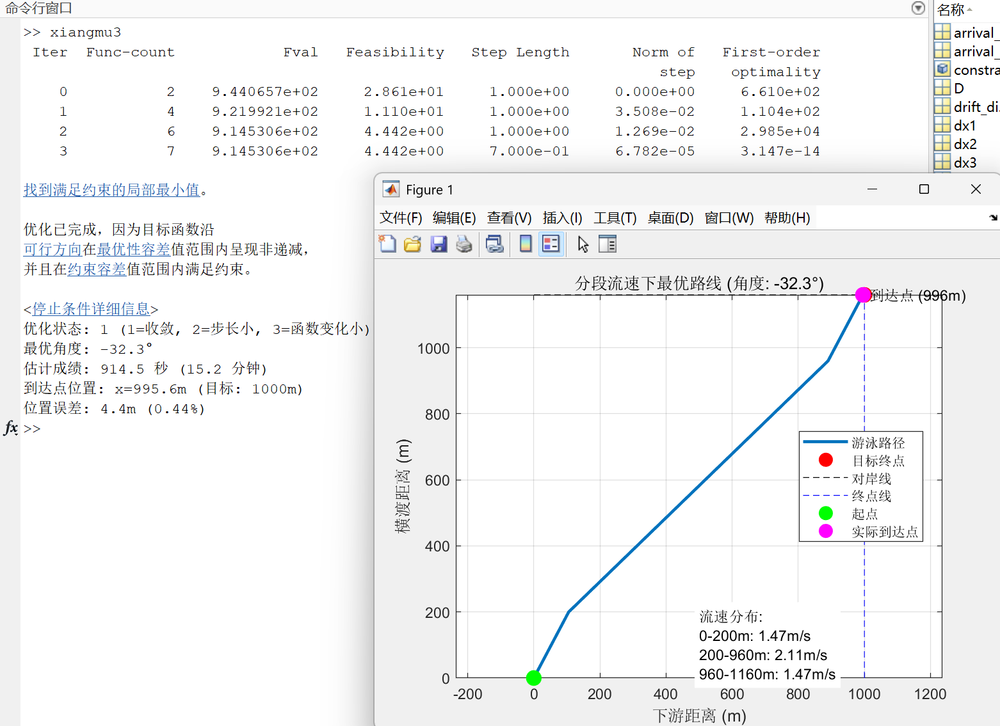 命令行窗口
>> xiangmu3
Iter Func-count Fval Feasibility Step Length Norm of First-order
step optimality
0 2 9.440657e+02 2.861e+01 1.000e+00 0.000e+00 6.610e+02
1 4 9.219921e+02 1.110e+01 1.000e+00 3.508e-02 1.104e+02
2 6 9.145306e+02 4.442e+00 1.000e+00 1.269e-02 2.985e+04
3 7 9.145306e+02 4.442e+00 7.000e-01 6.782e-05 3.147e-14
找到满足约束的局部最小值。
优化已完成，因为目标函数沿
可行方向在最优性容差值范围内呈现非递减，
并且在约束容差值范围内满足约束。
<停止条件详细信息>
优化状态: 1 (1=收敛, 2=步长小, 3=函数变化小)
最优角度: -32.3°
估计成绩: 914.5 秒 (15.2 分钟)
到达点位置: x=995.6m (目标: 1000m)
位置误差: 4.4m (0.44%)
fx >>
名称
arrival_
arrival_
constra
D
drift_di
dx1
dx2
dx3
Figure 1
文件(F) 编辑(E) 查看(V) 插入(I) 工具(T) 桌面(D) 窗口(W) 帮助(H)
分段流速下最优路线 (角度: -32.3°)
到达点 (996m)
1000
800
600
400
200
0
横渡距离 (m)
游泳路径
目标终点
对岸线
终点线
起点
实际到达点
流速分布:
0-200m: 1.47m/s
200-960m: 2.11m/s
960-1160m: 1.47m/s
-200 0 200 400 600 800 1000 1200
下游距离 (m)